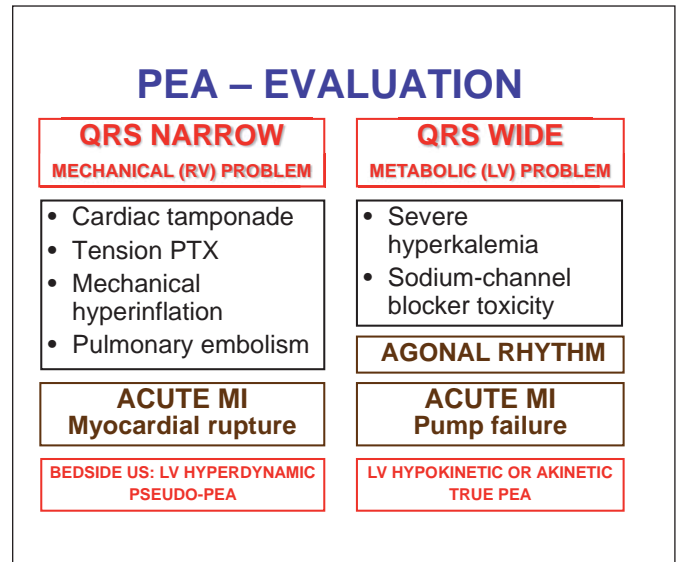 PEA – EVALUATION
QRS NARROW
MECHANICAL (RV) PROBLEM
• Cardiac tamponade
• Tension PTX
• Mechanical
hyperinflation
• Pulmonary embolism
ACUTE MI
Myocardial rupture
BEDSIDE US: LV HYPERDYNAMIC
PSEUDO-PEA
QRS WIDE
METABOLIC (LV) PROBLEM
• Severe
hyperkalemia
• Sodium-channel
blocker toxicity
AGONAL RHYTHM
ACUTE MI
Pump failure
LV HYPOKINETIC OR AKINETIC
TRUE PEA